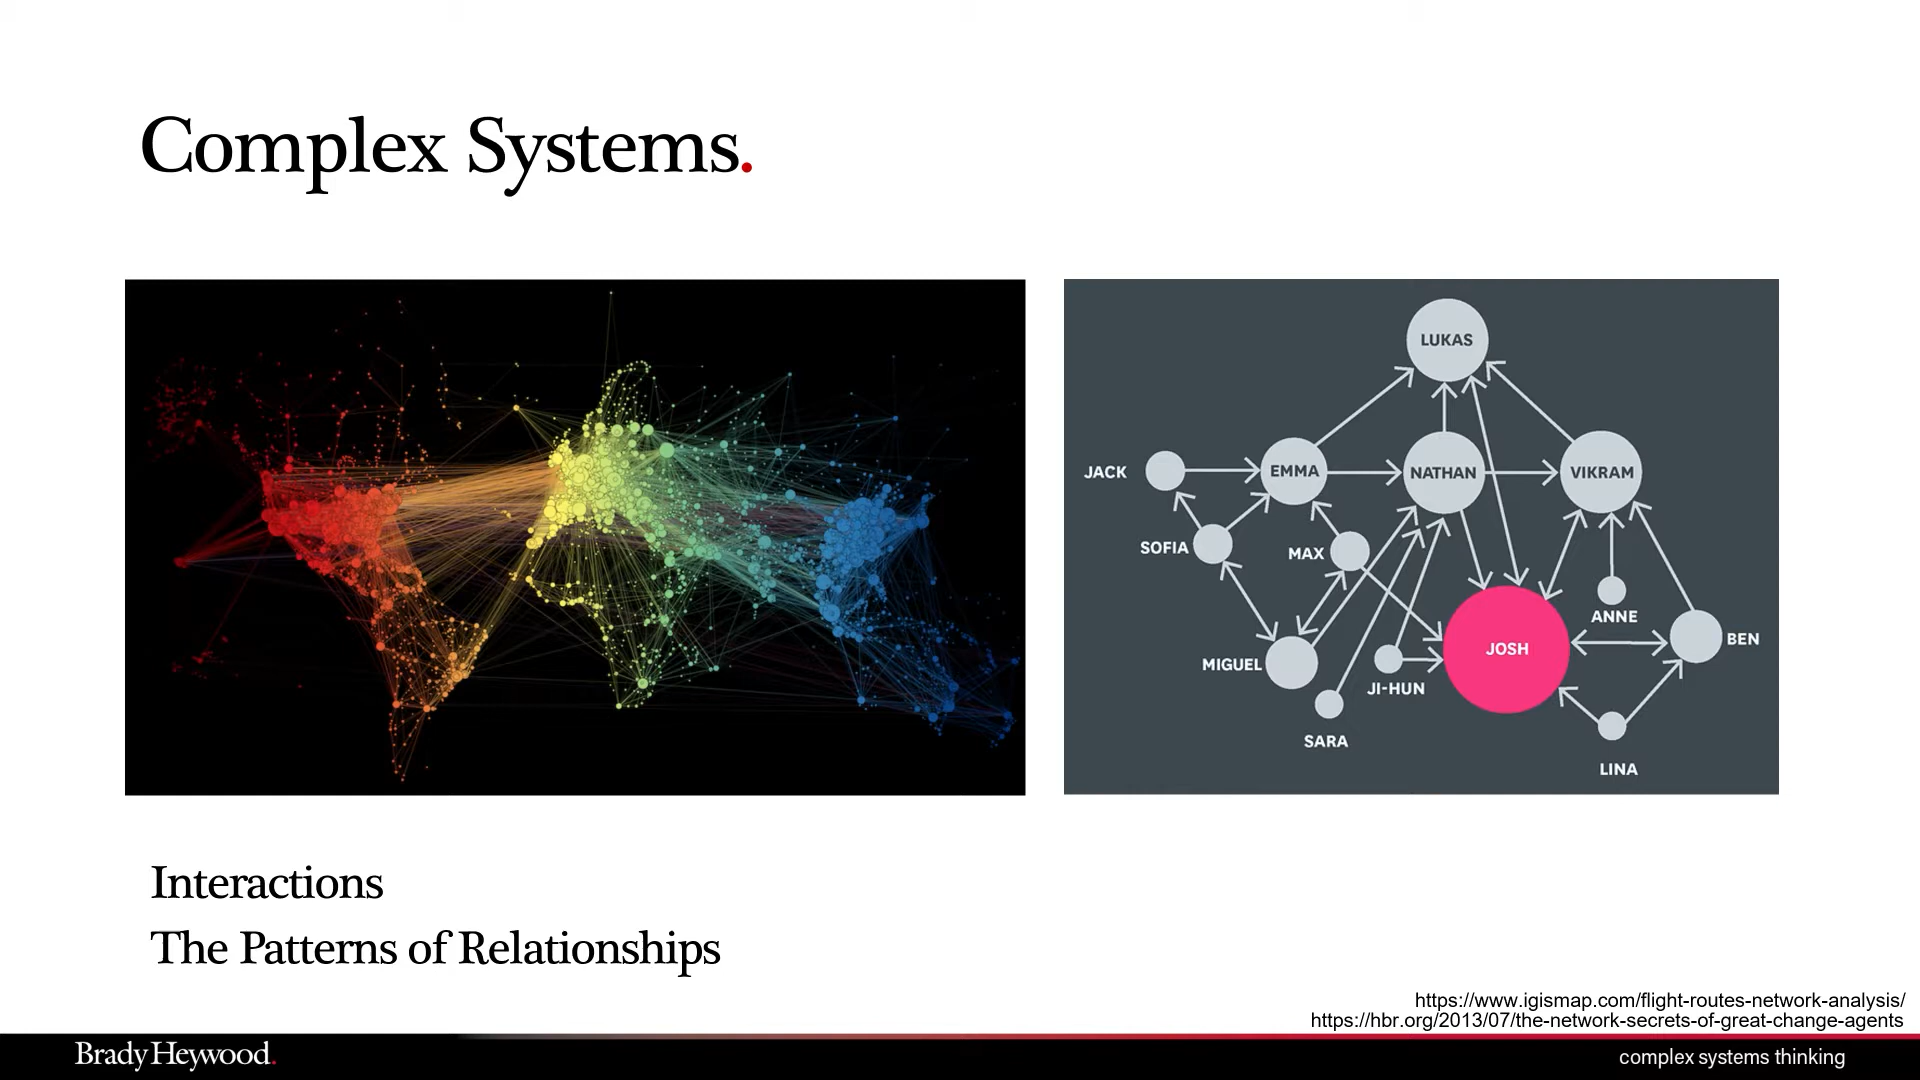 Complex Systems.
LUKAS
JACK
EMMA
NATHAN
VIKRAM
SOFIA
MAX
ANNE
MIGUEL
JI-HUN
JOSH
BEN
SARA
LINA
Interactions
The Patterns of Relationships
https://www.igismap.com/flight-routes-network-analysis/
https://hbr.org/2013/07/the-network-secrets-of-great-change-agents
Brady Heywood.
complex systems thinking